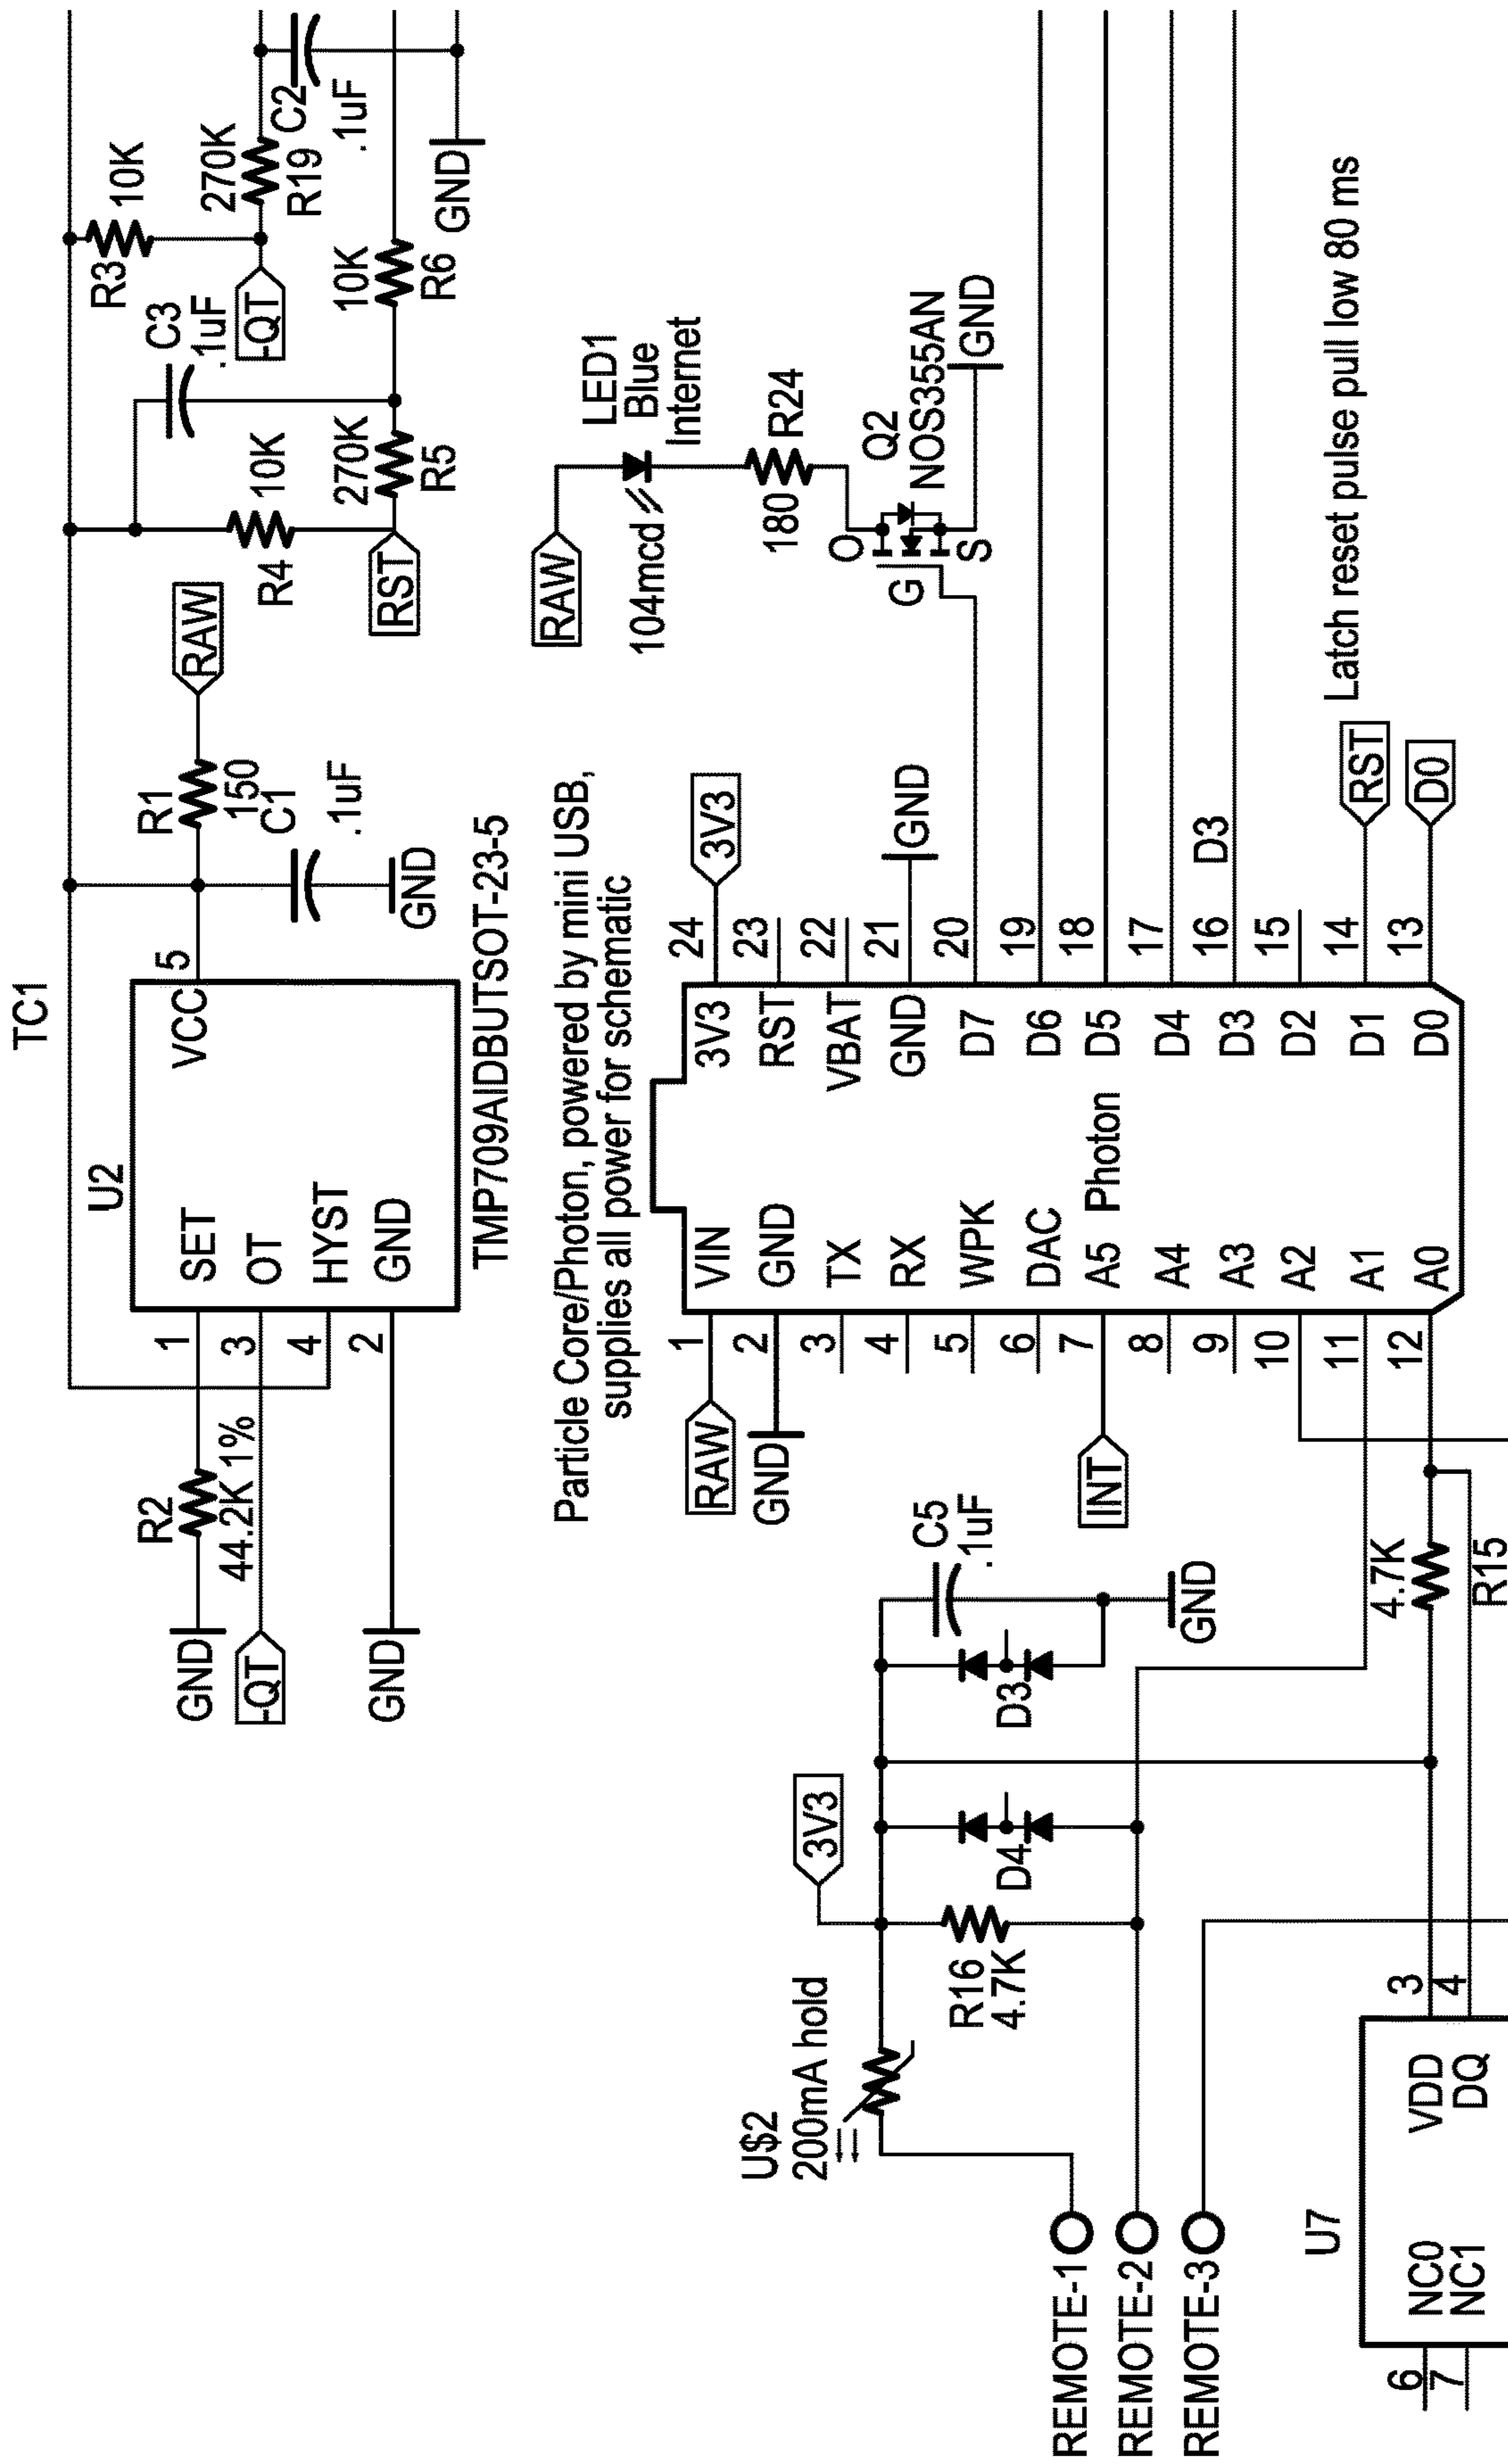 TC1
U2
SET
OT
HYST
GND
VCC
1
3
4
2
5
TMP709AIDBUTSOT-23-5
R2
44.2K 1%
GND
-QT
GND
R1
150
RAW
C1
.1uF
GND
R4
10K
C3
.1uF
RST
270K
R5
10K
R6
R3
10K
-QT
270K
R19
C2
.1uF
GND
Particle Core/Photon, powered by mini USB,
supplies all power for schematic
RAW
GND
INT
1
2
3
4
5
6
7
8
9
10
11
12
VIN
GND
TX
RX
WPK
DAC
A5
A4
A3
A2
A1
A0
Photon
3V3
RST
VBAT
GND
D7
D6
D5
D4
D3
D2
D1
D0
24
23
22
21
20
19
18
17
16
15
14
13
3V3
GND
D3
RST
D0
Latch reset pulse pull low 80 ms
RAW
LED1
Blue
Internet
104mcd
180
R24
Q2
NOS355AN
O
G
S
GND
U$2
200mA hold
3V3
R16
4.7K
D4
D3
C5
.1uF
GND
4.7K
R15
REMOTE-1
REMOTE-2
REMOTE-3
U7
NC0
NC1
VDD
DQ
6
7
3
4